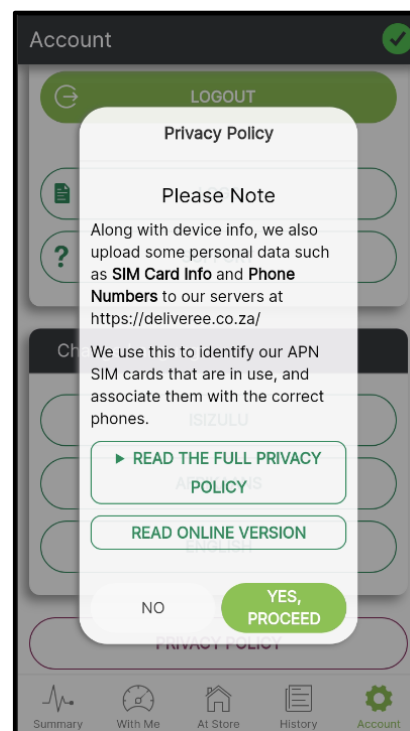 Account
LOGOUT
Privacy Policy
Please Note
Along with device info, we also
upload some personal data such
as SIM Card Info and Phone
Numbers to our servers at
https://deliveree.co.za/
We use this to identify our APN
SIM cards that are in use, and
associate them with the correct
phones.
ISIZULU
▶ READ THE FULL PRIVACY
POLICY
READ ONLINE VERSION
ENGLISH
NO
YES,
PROCEED
PRIVACY POLICY
Summary
With Me
At Store
History
Account